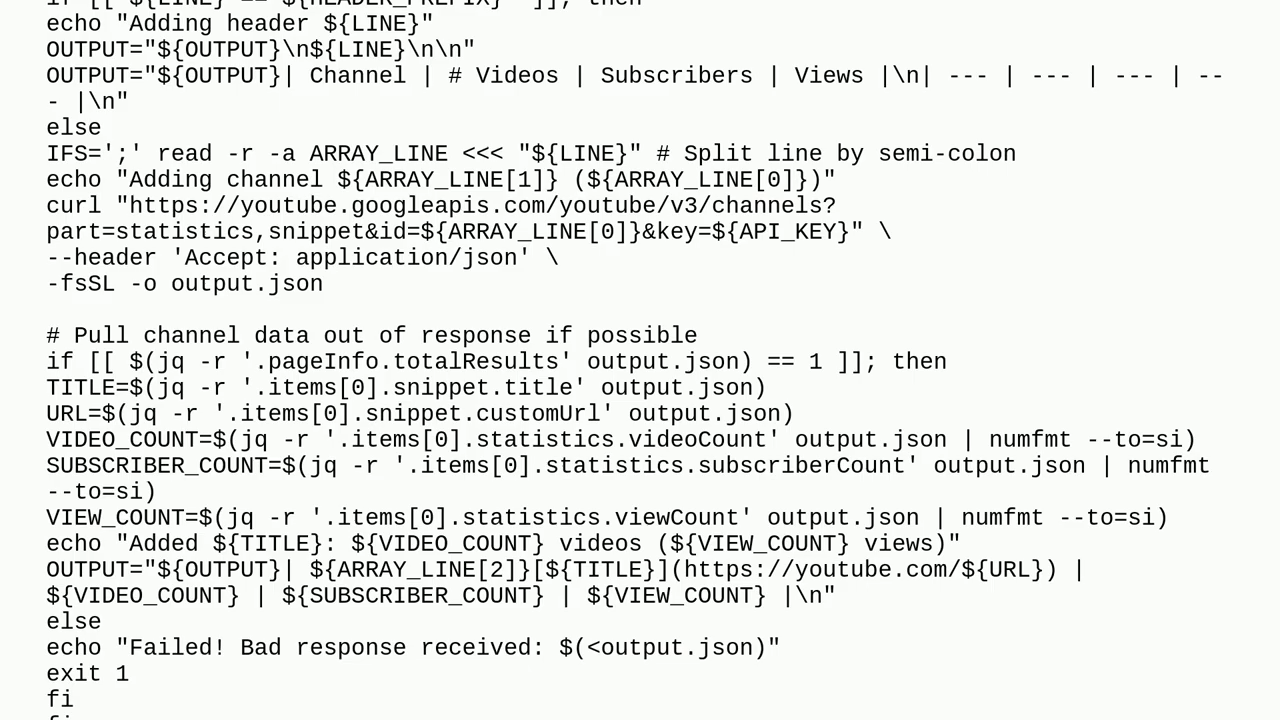 if [[ ${LINE} == ${HEADER_PREFIX}* ]]; then
echo "Adding header ${LINE}"
OUTPUT="${OUTPUT}\n${LINE}\n\n"
OUTPUT="${OUTPUT}| Channel | # Videos | Subscribers | Views |\n| --- | --- | --- | --
- |\n"
else
IFS=';' read -r -a ARRAY_LINE <<< "${LINE}" # Split line by semi-colon
echo "Adding channel ${ARRAY_LINE[1]} (${ARRAY_LINE[0]})"
curl "https://youtube.googleapis.com/youtube/v3/channels?
part=statistics,snippet&id=${ARRAY_LINE[0]}&key=${API_KEY}" \
--header 'Accept: application/json' \
-fsSL -o output.json
# Pull channel data out of response if possible
if [[ $(jq -r '.pageInfo.totalResults' output.json) == 1 ]]; then
TITLE=$(jq -r '.items[0].snippet.title' output.json)
URL=$(jq -r '.items[0].snippet.customUrl' output.json)
VIDEO_COUNT=$(jq -r '.items[0].statistics.videoCount' output.json | numfmt --to=si)
SUBSCRIBER_COUNT=$(jq -r '.items[0].statistics.subscriberCount' output.json | numfmt
--to=si)
VIEW_COUNT=$(jq -r '.items[0].statistics.viewCount' output.json | numfmt --to=si)
echo "Added ${TITLE}: ${VIDEO_COUNT} videos (${VIEW_COUNT} views)"
OUTPUT="${OUTPUT}| ${ARRAY_LINE[2]}[${TITLE}](https://youtube.com/${URL}) |
${VIDEO_COUNT} | ${SUBSCRIBER_COUNT} | ${VIEW_COUNT} |\n"
else
echo "Failed! Bad response received: $(<output.json)"
exit 1
fi
fi